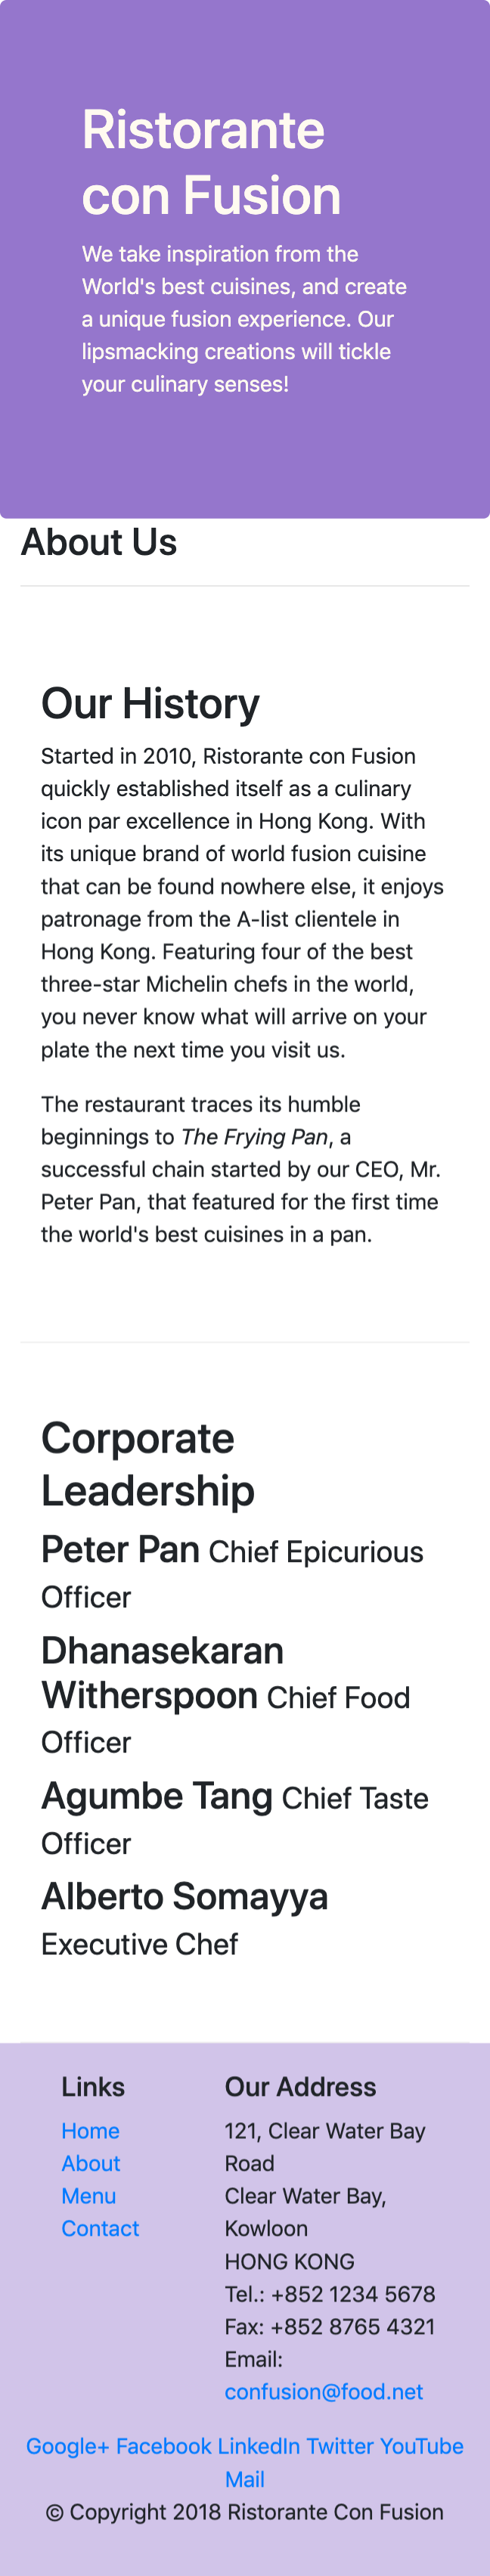 Ristorante
con Fusion
We take inspiration from the
World's best cuisines, and create
a unique fusion experience. Our
lipsmacking creations will tickle
your culinary senses!
About Us
Our History
Started in 2010, Ristorante con Fusion
quickly established itself as a culinary
icon par excellence in Hong Kong. With
its unique brand of world fusion cuisine
that can be found nowhere else, it enjoys
patronage from the A-list clientele in
Hong Kong. Featuring four of the best
three-star Michelin chefs in the world,
you never know what will arrive on your
plate the next time you visit us.
The restaurant traces its humble
beginnings to The Frying Pan, a
successful chain started by our CEO, Mr.
Peter Pan, that featured for the first time
the world's best cuisines in a pan.
Corporate
Leadership
Peter Pan Chief Epicurious
Officer
Dhanasekaran
Witherspoon Chief Food
Officer
Agumbe Tang Chief Taste
Officer
Alberto Somayya
Executive Chef
Links
Home
About
Menu
Contact
Our Address
121, Clear Water Bay
Road
Clear Water Bay,
Kowloon
HONG KONG
Tel.: +852 1234 5678
Fax: +852 8765 4321
Email:
confusion@food.net
Google+ Facebook LinkedIn Twitter YouTube
Mail
© Copyright 2018 Ristorante Con Fusion